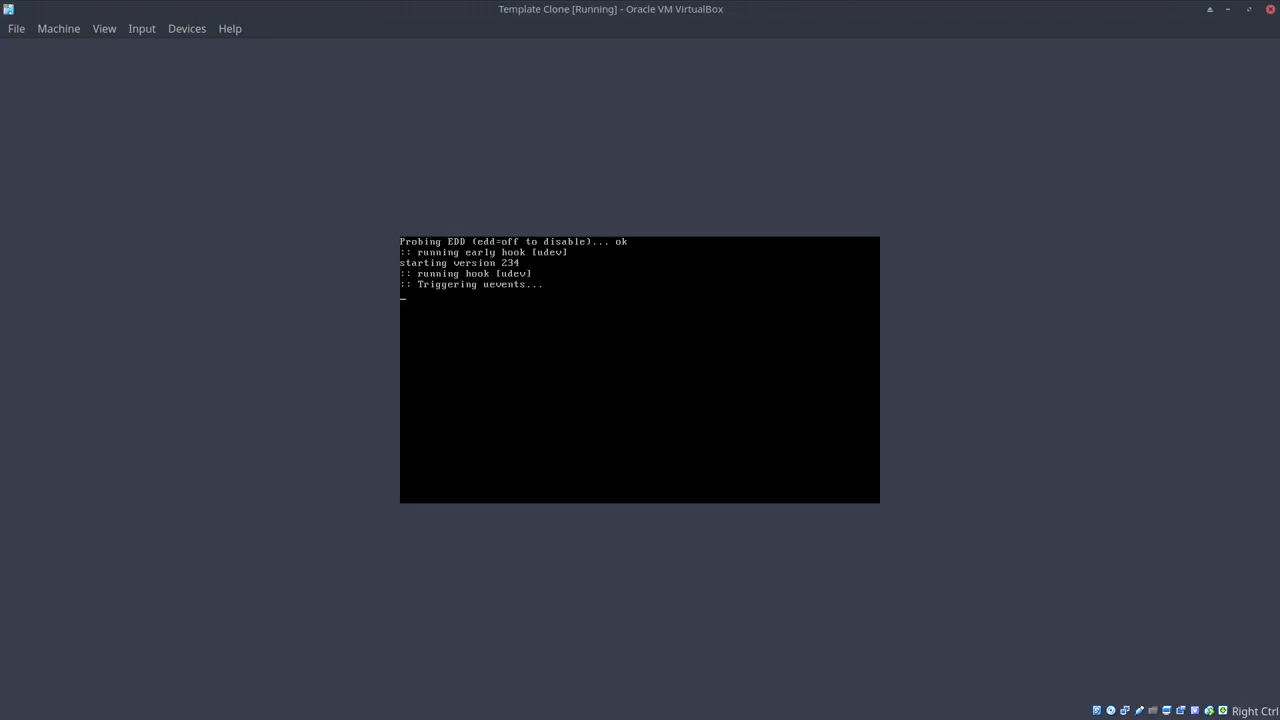 Template Clone [Running] - Oracle VM VirtualBox
File Machine View Input Devices Help
Probing EDD (edd=off to disable)... ok
:: running early hook [udev]
starting version 234
:: running hook [udev]
:: Triggering uevents...
Right Ctrl